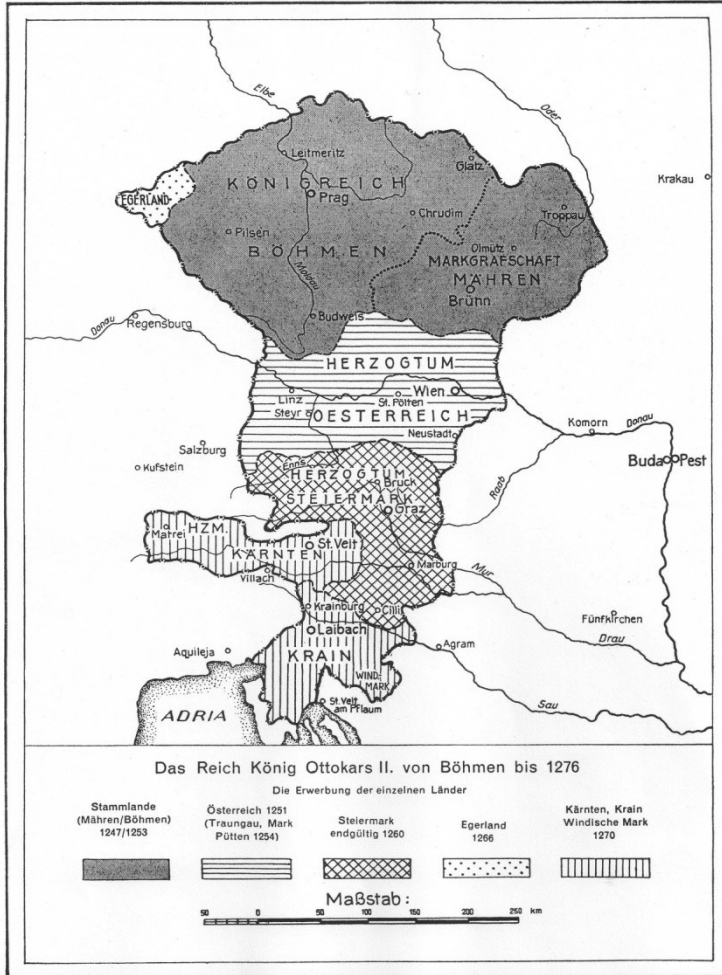 Elbe
Oder
Leitmeritz
Glatz
KÖNIGREICH
Krakau
EGERLAND
Prag
Chrudim
Troppau
Pilsen
Olmütz
BÖHMEN
MARKGRAFSCHAFT
MÄHREN
Moldau
Brünn
Budweis
Donau
Regensburg
HERZOGTUM
Linz
St. Pölten
Wien
Steyr
OESTERREICH
Neustadt
Komorn
Donau
Salzburg
Kufstein
Enns
HERZOGTUM
Bruck
Buda
Pest
STEIERMARK
Graz
Raab
HZM.
Matrei
KÄRNTEN
St. Veit
Marburg
Villach
Mur
Krainburg
Cilli
Fünfkirchen
Laibach
Drau
Agram
Aquileja
KRAIN
WIND.
MARK
Sau
ADRIA
St. Veit
am Pflaum
Das Reich König Ottokars II. von Böhmen bis 1276
Die Erwerbung der einzelnen Länder
Stammlande
(Mähren/Böhmen)
1247/1253
Österreich 1251
(Traungau, Mark
Pütten 1254)
Steiermark
endgültig 1260
Egerland
1266
Kärnten, Krain
Windische Mark
1270
Maßstab:
50 0 50 100 150 200 250 km